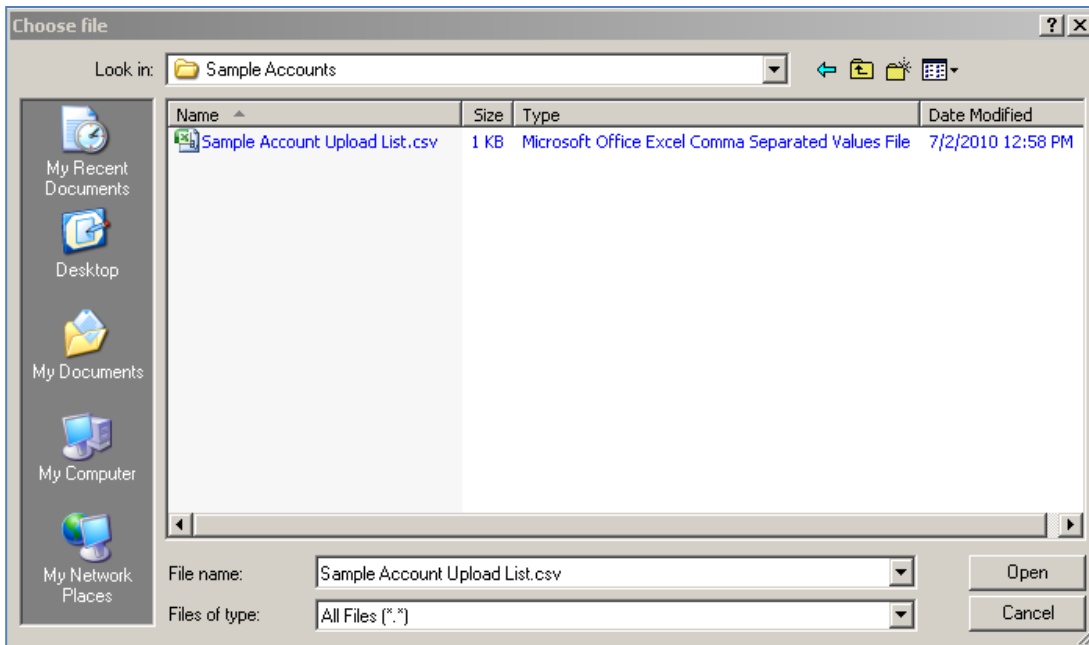 Choose file
Look in: Sample Accounts
Name Size Type Date Modified
Sample Account Upload List.csv 1 KB Microsoft Office Excel Comma Separated Values File 7/2/2010 12:58 PM
My Recent
Documents
Desktop
My Documents
My Computer
My Network
Places
File name: Sample Account Upload List.csv Open
Files of type: All Files (*.*) Cancel